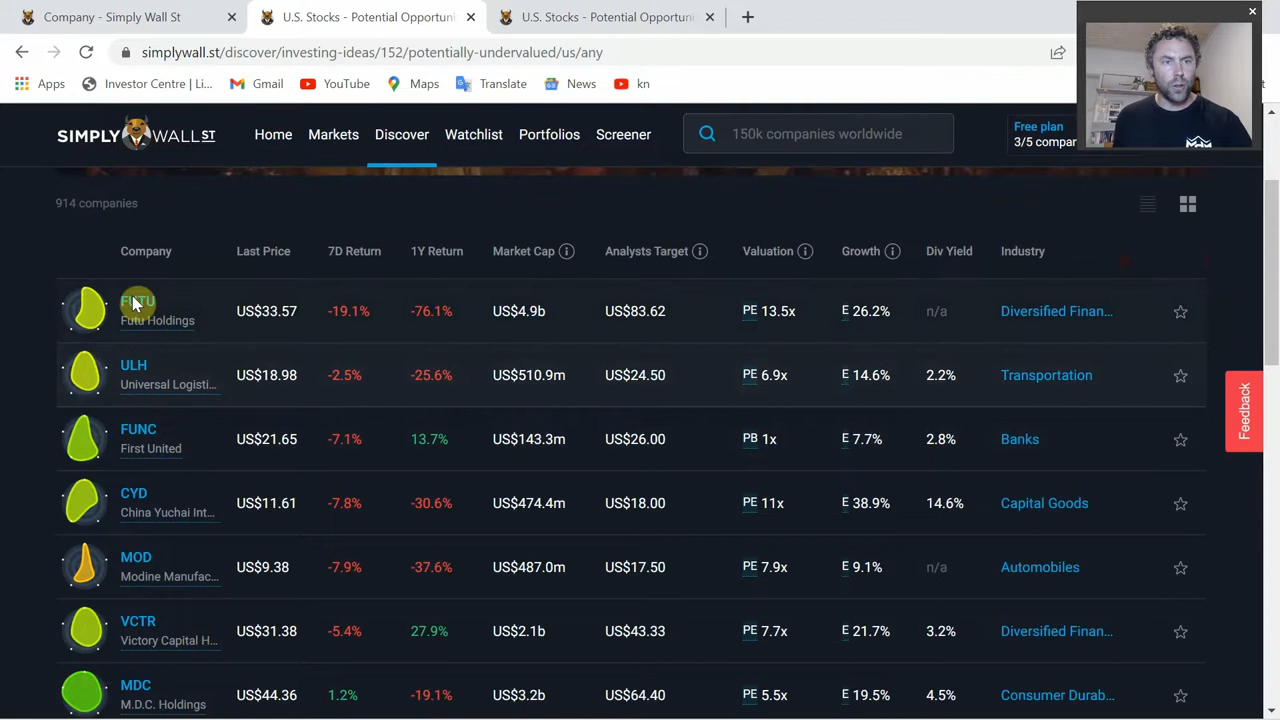 Company - Simply Wall St
U.S. Stocks - Potential Opportuni
U.S. Stocks - Potential Opportun
simplywall.st/discover/investing-ideas/152/potentially-undervalued/us/any
Apps Investor Centre | Li... Gmail YouTube Maps Translate News kn
SIMPLY WALL ST Home Markets Discover Watchlist Portfolios Screener 150k companies worldwide
Free plan
3/5 compar
914 companies
Company Last Price 7D Return 1Y Return Market Cap Analysts Target Valuation Growth Div Yield Industry
FUTU
Futu Holdings
US$33.57 -19.1% -76.1% US$4.9b US$83.62 PE 13.5x E 26.2% n/a Diversified Finan...
ULH
Universal Logisti...
US$18.98 -2.5% -25.6% US$510.9m US$24.50 PE 6.9x E 14.6% 2.2% Transportation
FUNC
First United
US$21.65 -7.1% 13.7% US$143.3m US$26.00 PB 1x E 7.7% 2.8% Banks
CYD
China Yuchai Int...
US$11.61 -7.8% -30.6% US$474.4m US$18.00 PE 11x E 38.9% 14.6% Capital Goods
MOD
Modine Manufac...
US$9.38 -7.9% -37.6% US$487.0m US$17.50 PE 7.9x E 9.1% n/a Automobiles
VCTR
Victory Capital H...
US$31.38 -5.4% 27.9% US$2.1b US$43.33 PE 7.7x E 21.7% 3.2% Diversified Finan...
MDC
M.D.C. Holdings
US$44.36 1.2% -19.1% US$3.2b US$64.40 PE 5.5x E 19.5% 4.5% Consumer Durab...
Feedback